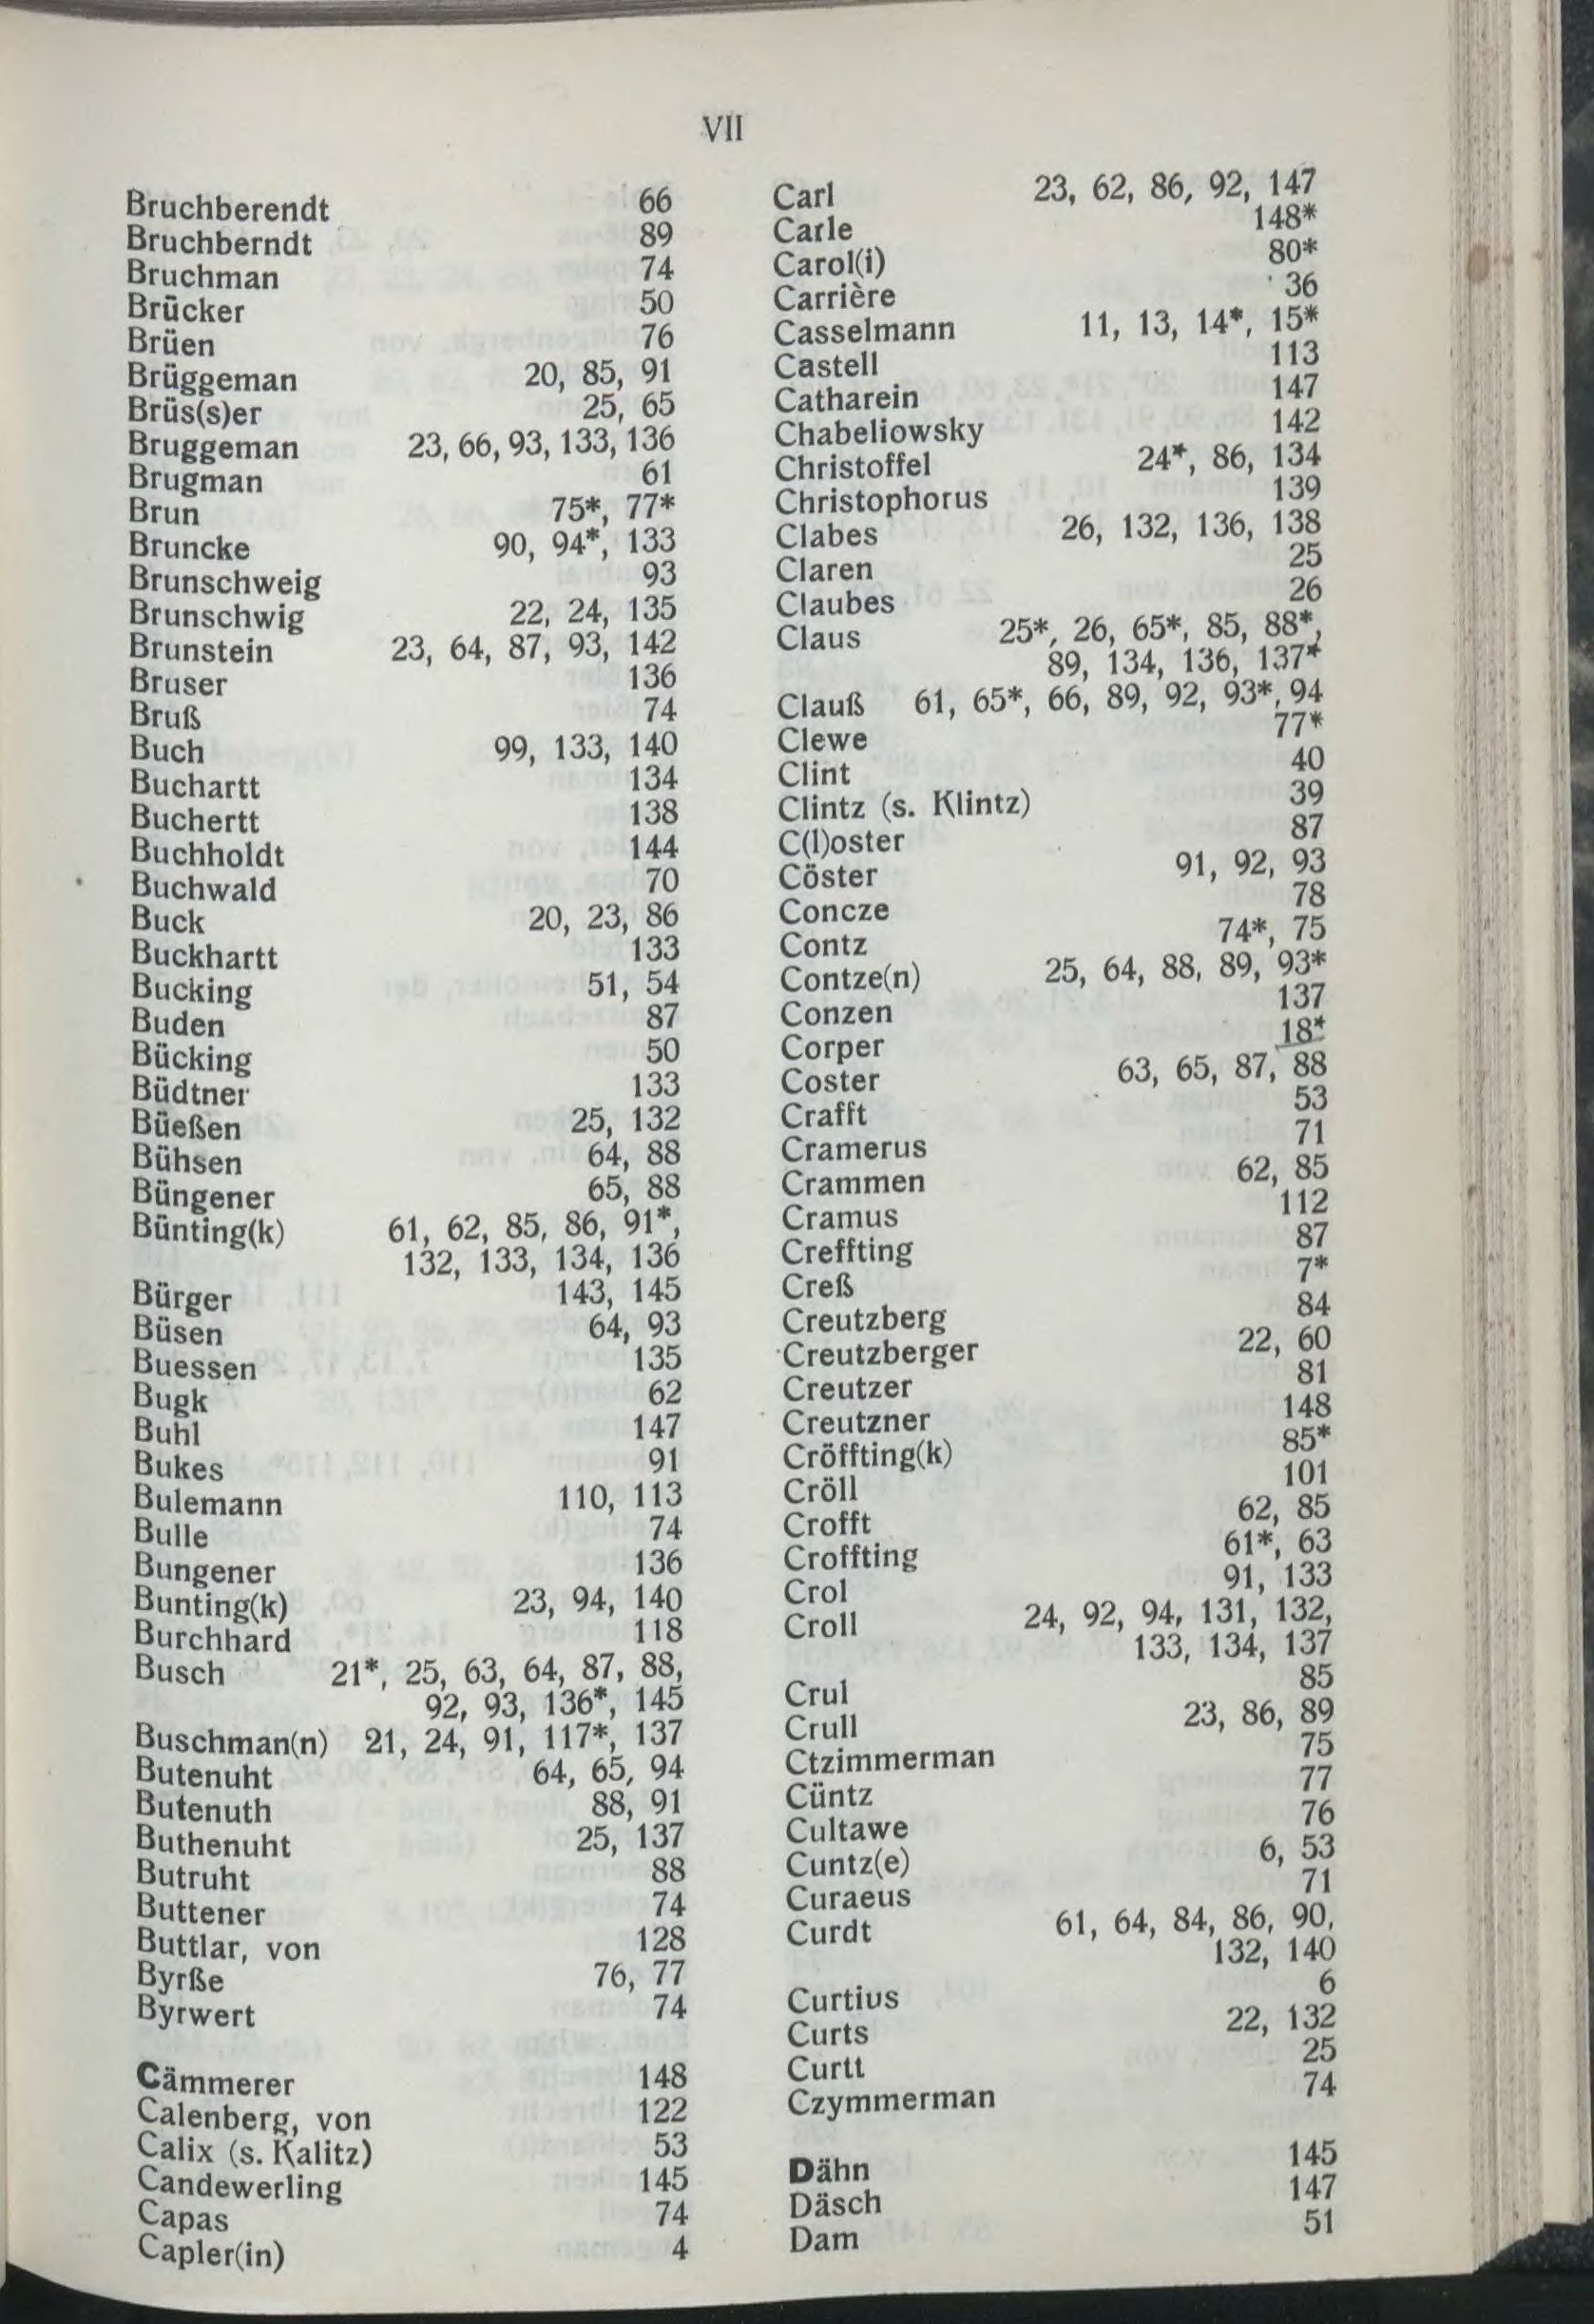 VII
Bruchberendt 66
Bruchberndt 89
Bruchman 74
Brücker 50
Brüen 76
Brüggeman 20, 85, 91
Brüs(s)er 25, 65
Bruggeman 23, 66, 93, 133, 136
Brugman 61
Brun 75*, 77*
Bruncke 90, 94*, 133
Brunschweig 93
Brunschwig 22, 24, 135
Brunstein 23, 64, 87, 93, 142
Bruser 136
Bruß 74
Buch 99, 133, 140
Buchartt 134
Buchertt 138
Buchholdt 144
Buchwald 70
Buck 20, 23, 86
Buckhartt 133
Bucking 51, 54
Buden 87
Bücking 50
Büdtner 133
Büeßen 25, 132
Bühsen 64, 88
Büngener 65, 88
Bünting(k) 61, 62, 85, 86, 91*,
132, 133, 134, 136
Bürger 143, 145
Büsen 64, 93
Buessen 135
Bugk 62
Buhl 147
Bukes 91
Bulemann 110, 113
Bulle 74
Bungener 136
Bunting(k) 23, 94, 140
Burchhard 118
Busch 21*, 25, 63, 64, 87, 88,
92, 93, 136*, 145
Buschman(n) 21, 24, 91, 117*, 137
Butenuht 64, 65, 94
Butenuth 88, 91
Buthenuht 25, 137
Butruht 88
Buttener 74
Buttlar, von 128
Byrße 76, 77
Byrwert 74
Cämmerer 148
Calenberg, von 122
Calix (s. Kalitz) 53
Candewerling 145
Capas 74
Capler(in) 4
Carl 23, 62, 86, 92, 147
Carle 148*
Carol(i) 80*
Carrière 36
Casselmann 11, 13, 14*, 15*
Castell 113
Catharein 147
Chabeliowsky 142
Christoffel 24*, 86, 134
Christophorus 139
Clabes 26, 132, 136, 138
Claren 25
Claubes 26
Claus 25*, 26, 65*, 85, 88*,
89, 134, 136, 137*
Clauß 61, 65*, 66, 89, 92, 93*, 94
Clewe 77*
Clint 40
Clintz (s. Klintz) 39
C(l)oster 87
Cöster 91, 92, 93
Concze 78
Contz 74*, 75
Contze(n) 25, 64, 88, 89, 93*
Conzen 137
Corper 18*
Coster 63, 65, 87, 88
Crafft 53
Cramerus 71
Crammen 62, 85
Cramus 112
Creffting 87
Creß 7*
Creutzberg 84
Creutzberger 22, 60
Creutzer 81
Creutzner 148
Cröffting(k) 85*
Cröll 101
Crofft 62, 85
Croffting 61*, 63
Crol 91, 133
Croll 24, 92, 94, 131, 132,
133, 134, 137
Crul 85
Crull 23, 86, 89
Ctzimmerman 75
Cüntz 77
Cultawe 76
Cuntz(e) 6, 53
Curaeus 71
Curdt 61, 64, 84, 86, 90,
132, 140
Curtius 6
Curts 22, 132
Curtt 25
Czymmerman 74
Dähn 145
Däsch 147
Dam 51